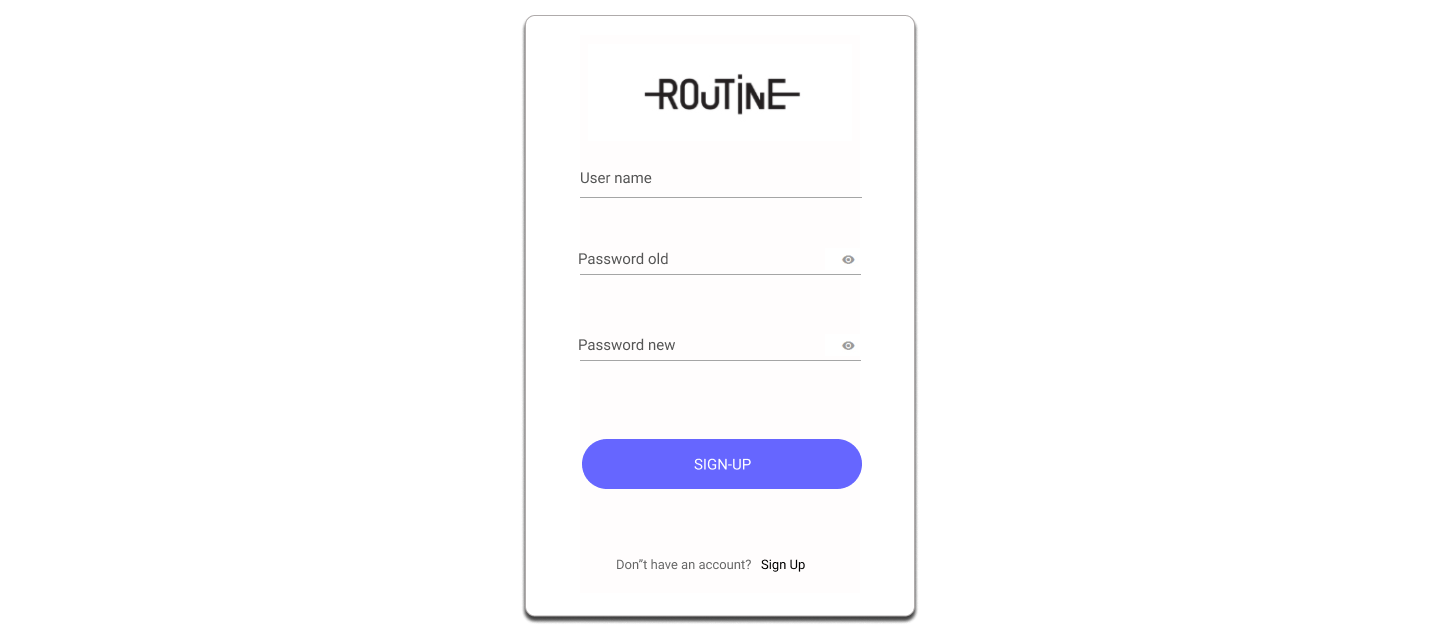 ROUTINE
User name
Password old
Password new
SIGN-UP
Don”t have an account? Sign Up